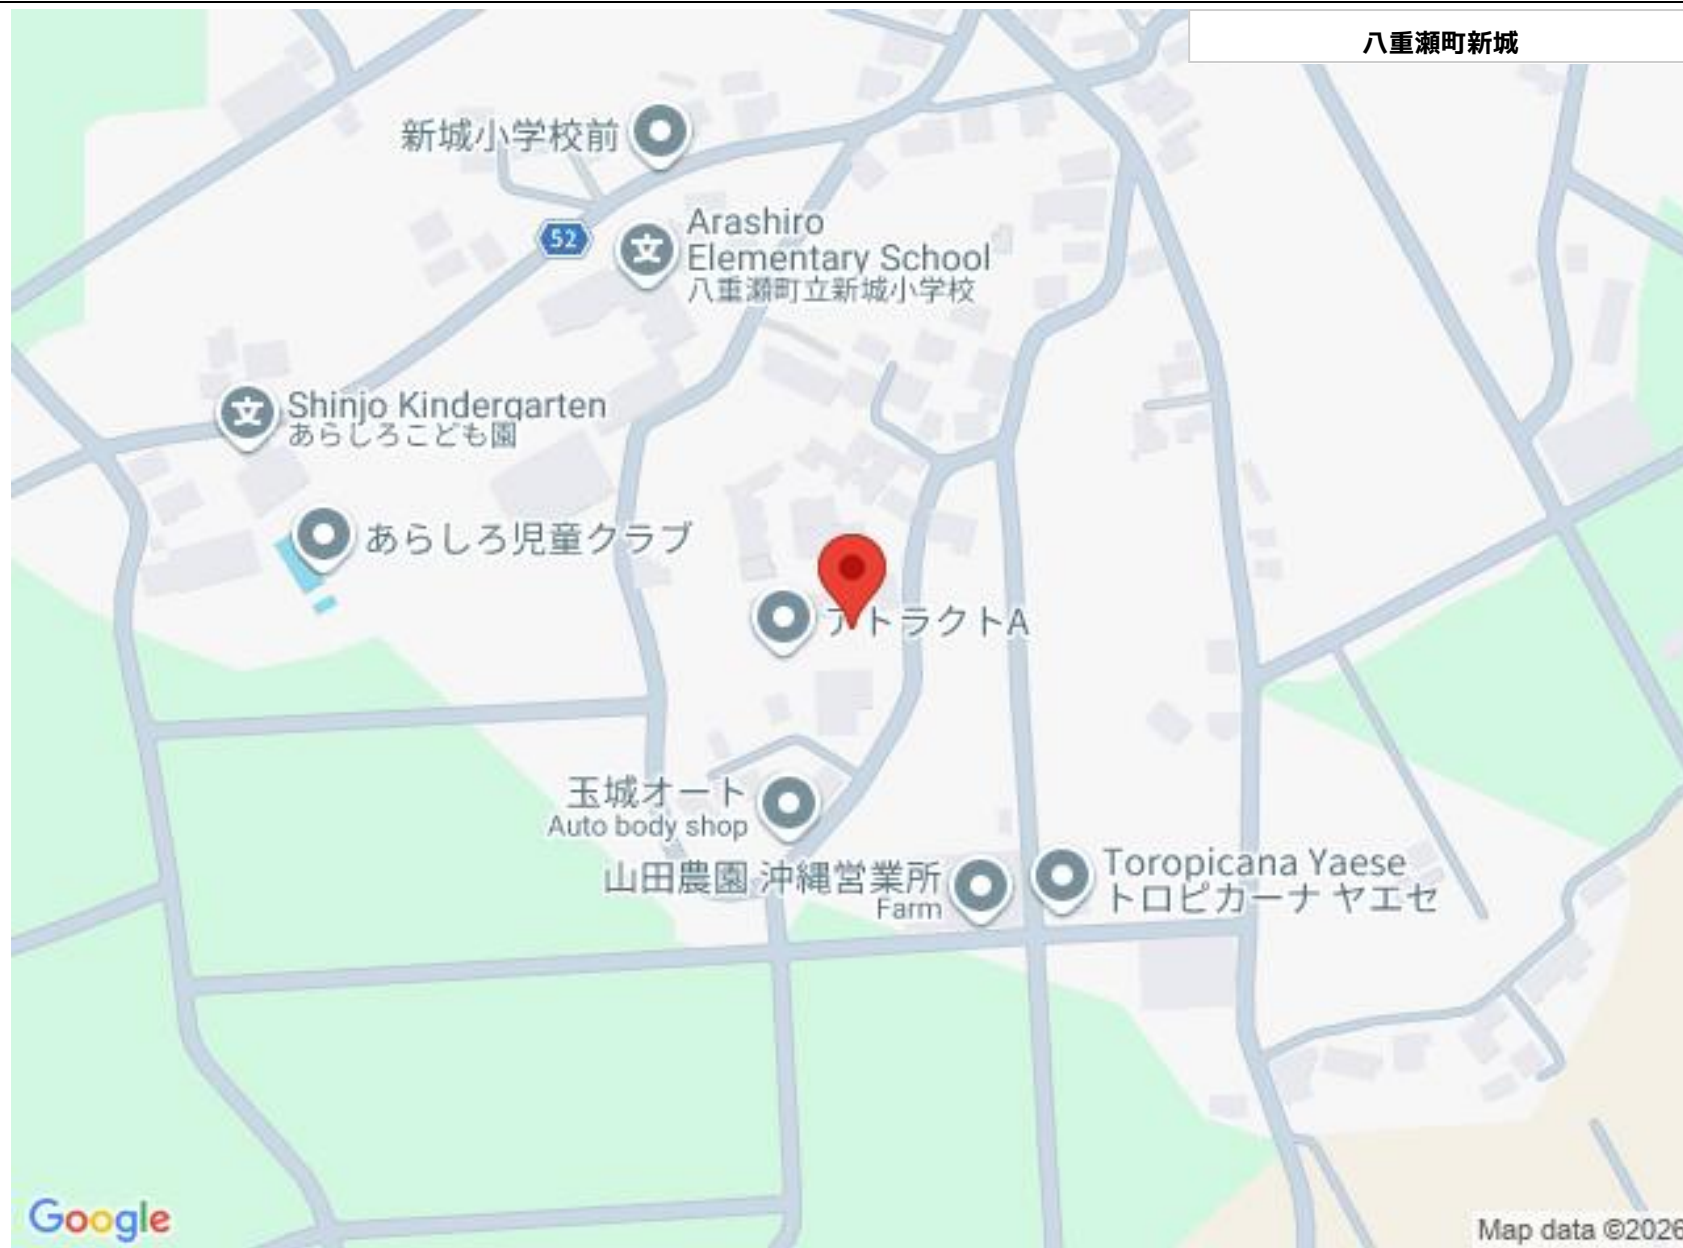 八重瀬町新城
新城小学校前
52
文
Arashiro
Elementary School
八重瀬町立新城小学校
文
Shinjo Kindergarten
あらしろこども園
あらしろ児童クラブ
アトラクトA
玉城オート
Auto body shop
山田農園 沖縄営業所
Farm
Toropicana Yaese
トロピカーナ ヤエセ
Google
Map data ©2026